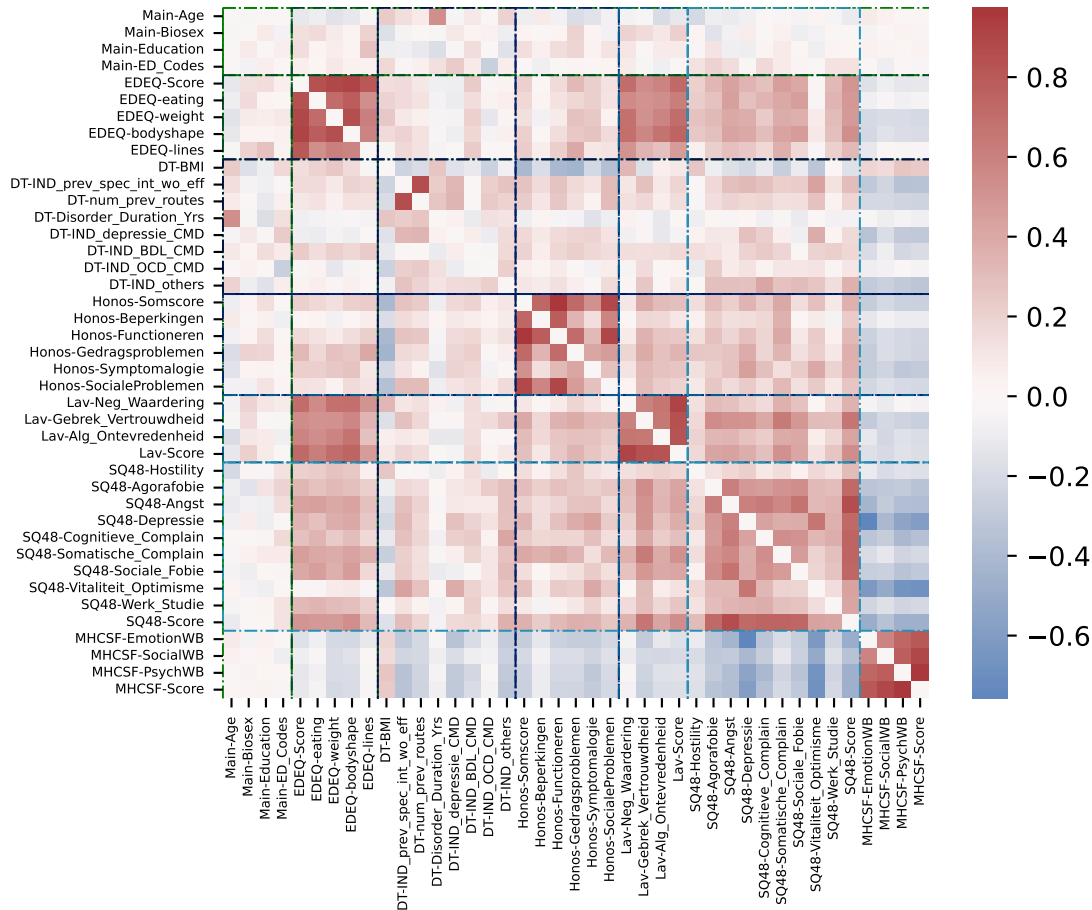 Main-Age
Main-Biosex
Main-Education
Main-ED_Codes
EDEQ-Score
EDEQ-eating
EDEQ-weight
EDEQ-bodyshape
EDEQ-lines
DT-BMI
DT-IND_prev_spec_int_wo_eff
DT-num_prev_routes
DT-Disorder_Duration_Yrs
DT-IND_depressie_CMD
DT-IND_BDL_CMD
DT-IND_OCD_CMD
DT-IND_others
Honos-Somscore
Honos-Beperkingen
Honos-Functioneren
Honos-Gedragsproblemen
Honos-Symptomalogie
Honos-SocialeProblemen
Lav-Neg_Waardering
Lav-Gebrek_Vertrouwdheid
Lav-Alg_Ontevredenheid
Lav-Score
SQ48-Hostility
SQ48-Agorafobie
SQ48-Angst
SQ48-Depressie
SQ48-Cognitieve_Complain
SQ48-Somatische_Complain
SQ48-Sociale_Fobie
SQ48-Vitaliteit_Optimisme
SQ48-Werk_Studie
SQ48-Score
MHCSF-EmotionWB
MHCSF-SocialWB
MHCSF-PsychWB
MHCSF-Score
Main-Age
Main-Biosex
Main-Education
Main-ED_Codes
EDEQ-Score
EDEQ-eating
EDEQ-weight
EDEQ-bodyshape
EDEQ-lines
DT-BMI
DT-IND_prev_spec_int_wo_eff
DT-num_prev_routes
DT-Disorder_Duration_Yrs
DT-IND_depressie_CMD
DT-IND_BDL_CMD
DT-IND_OCD_CMD
DT-IND_others
Honos-Somscore
Honos-Beperkingen
Honos-Functioneren
Honos-Gedragsproblemen
Honos-Symptomalogie
Honos-SocialeProblemen
Lav-Neg_Waardering
Lav-Gebrek_Vertrouwdheid
Lav-Alg_Ontevredenheid
Lav-Score
SQ48-Hostility
SQ48-Agorafobie
SQ48-Angst
SQ48-Depressie
SQ48-Cognitieve_Complain
SQ48-Somatische_Complain
SQ48-Sociale_Fobie
SQ48-Vitaliteit_Optimisme
SQ48-Werk_Studie
SQ48-Score
MHCSF-EmotionWB
MHCSF-SocialWB
MHCSF-PsychWB
MHCSF-Score
0.8
0.6
0.4
0.2
0.0
−0.2
−0.4
−0.6